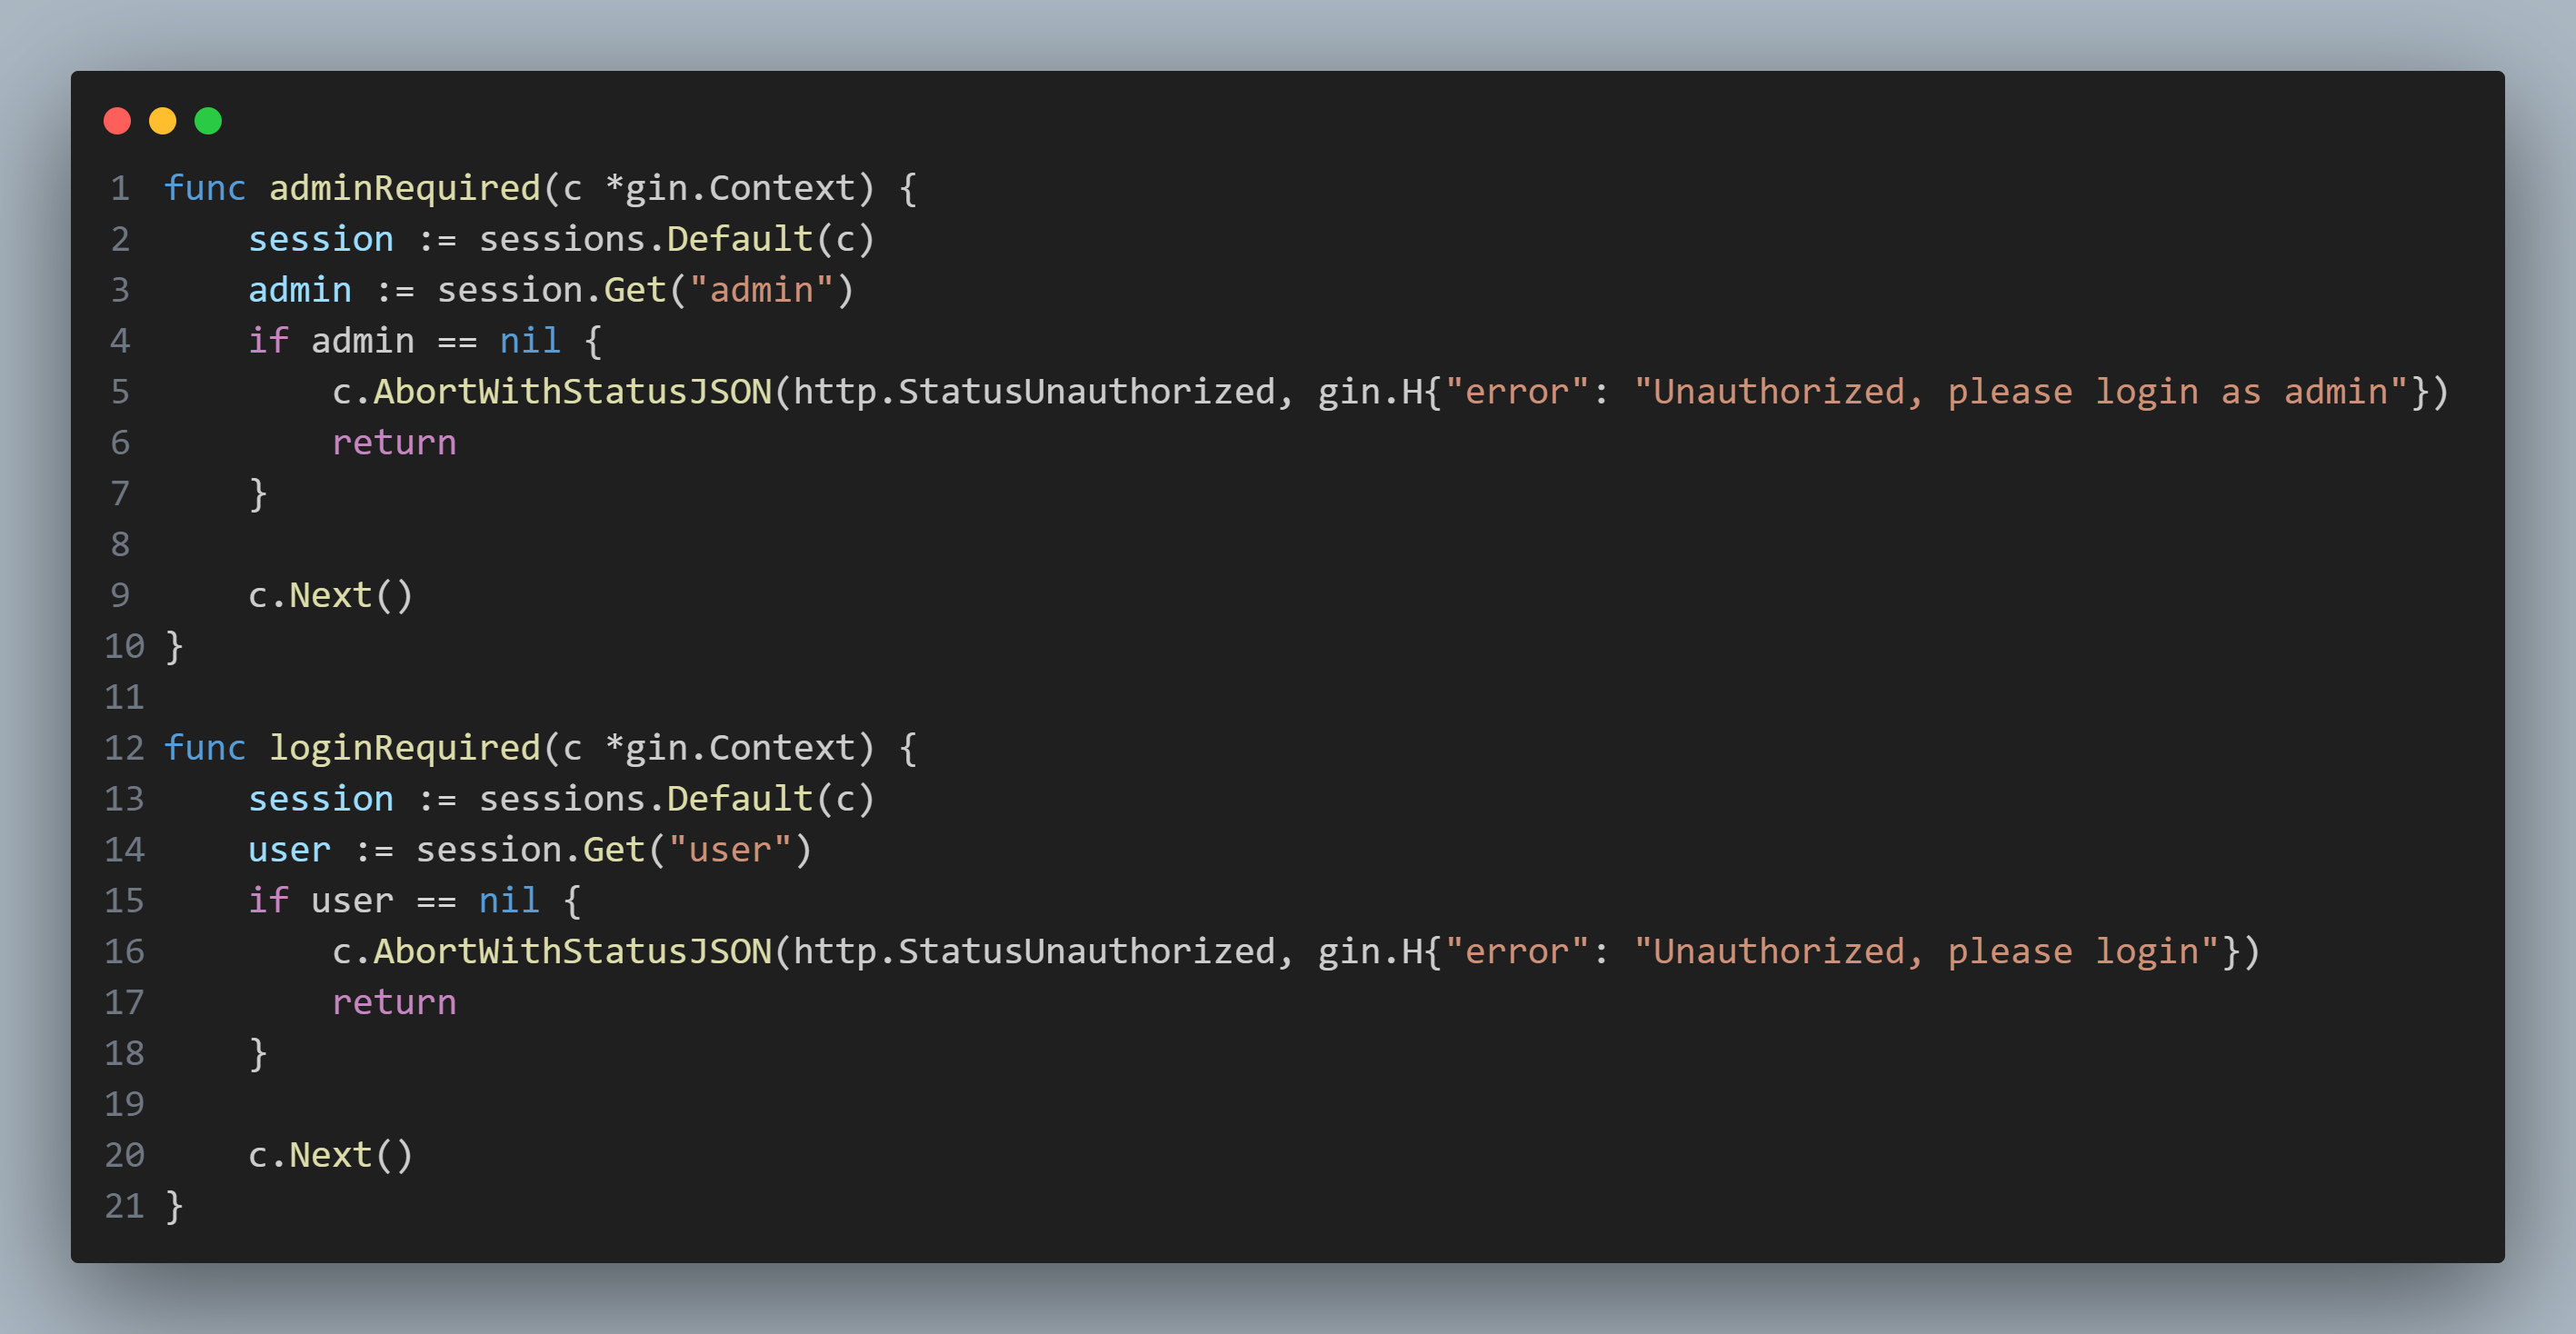 1 func adminRequired(c *gin.Context) {
2     session := sessions.Default(c)
3     admin := session.Get("admin")
4     if admin == nil {
5         c.AbortWithStatusJSON(http.StatusUnauthorized, gin.H{"error": "Unauthorized, please login as admin"})
6         return
7     }
8
9     c.Next()
10 }
11
12 func loginRequired(c *gin.Context) {
13     session := sessions.Default(c)
14     user := session.Get("user")
15     if user == nil {
16         c.AbortWithStatusJSON(http.StatusUnauthorized, gin.H{"error": "Unauthorized, please login"})
17         return
18     }
19
20     c.Next()
21 }